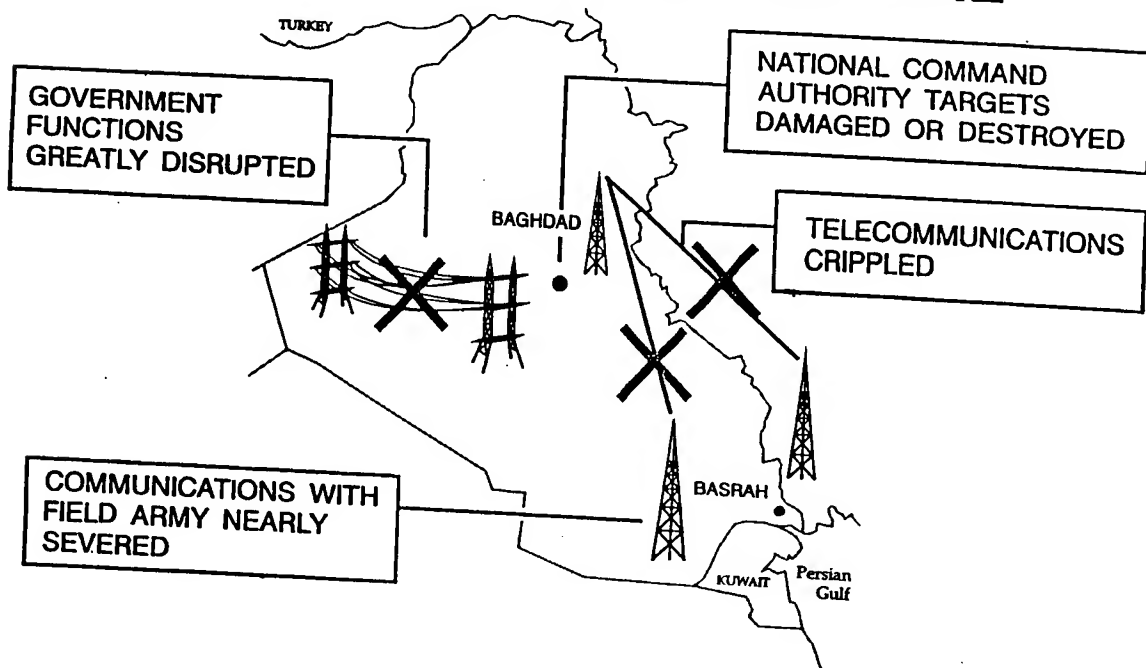 TURKEY
GOVERNMENT
FUNCTIONS
GREATLY DISRUPTED
NATIONAL COMMAND
AUTHORITY TARGETS
DAMAGED OR DESTROYED
BAGHDAD
TELECOMMUNICATIONS
CRIPPLED
COMMUNICATIONS WITH
FIELD ARMY NEARLY
SEVERED
BASRAH
KUWAIT
Persian
Gulf